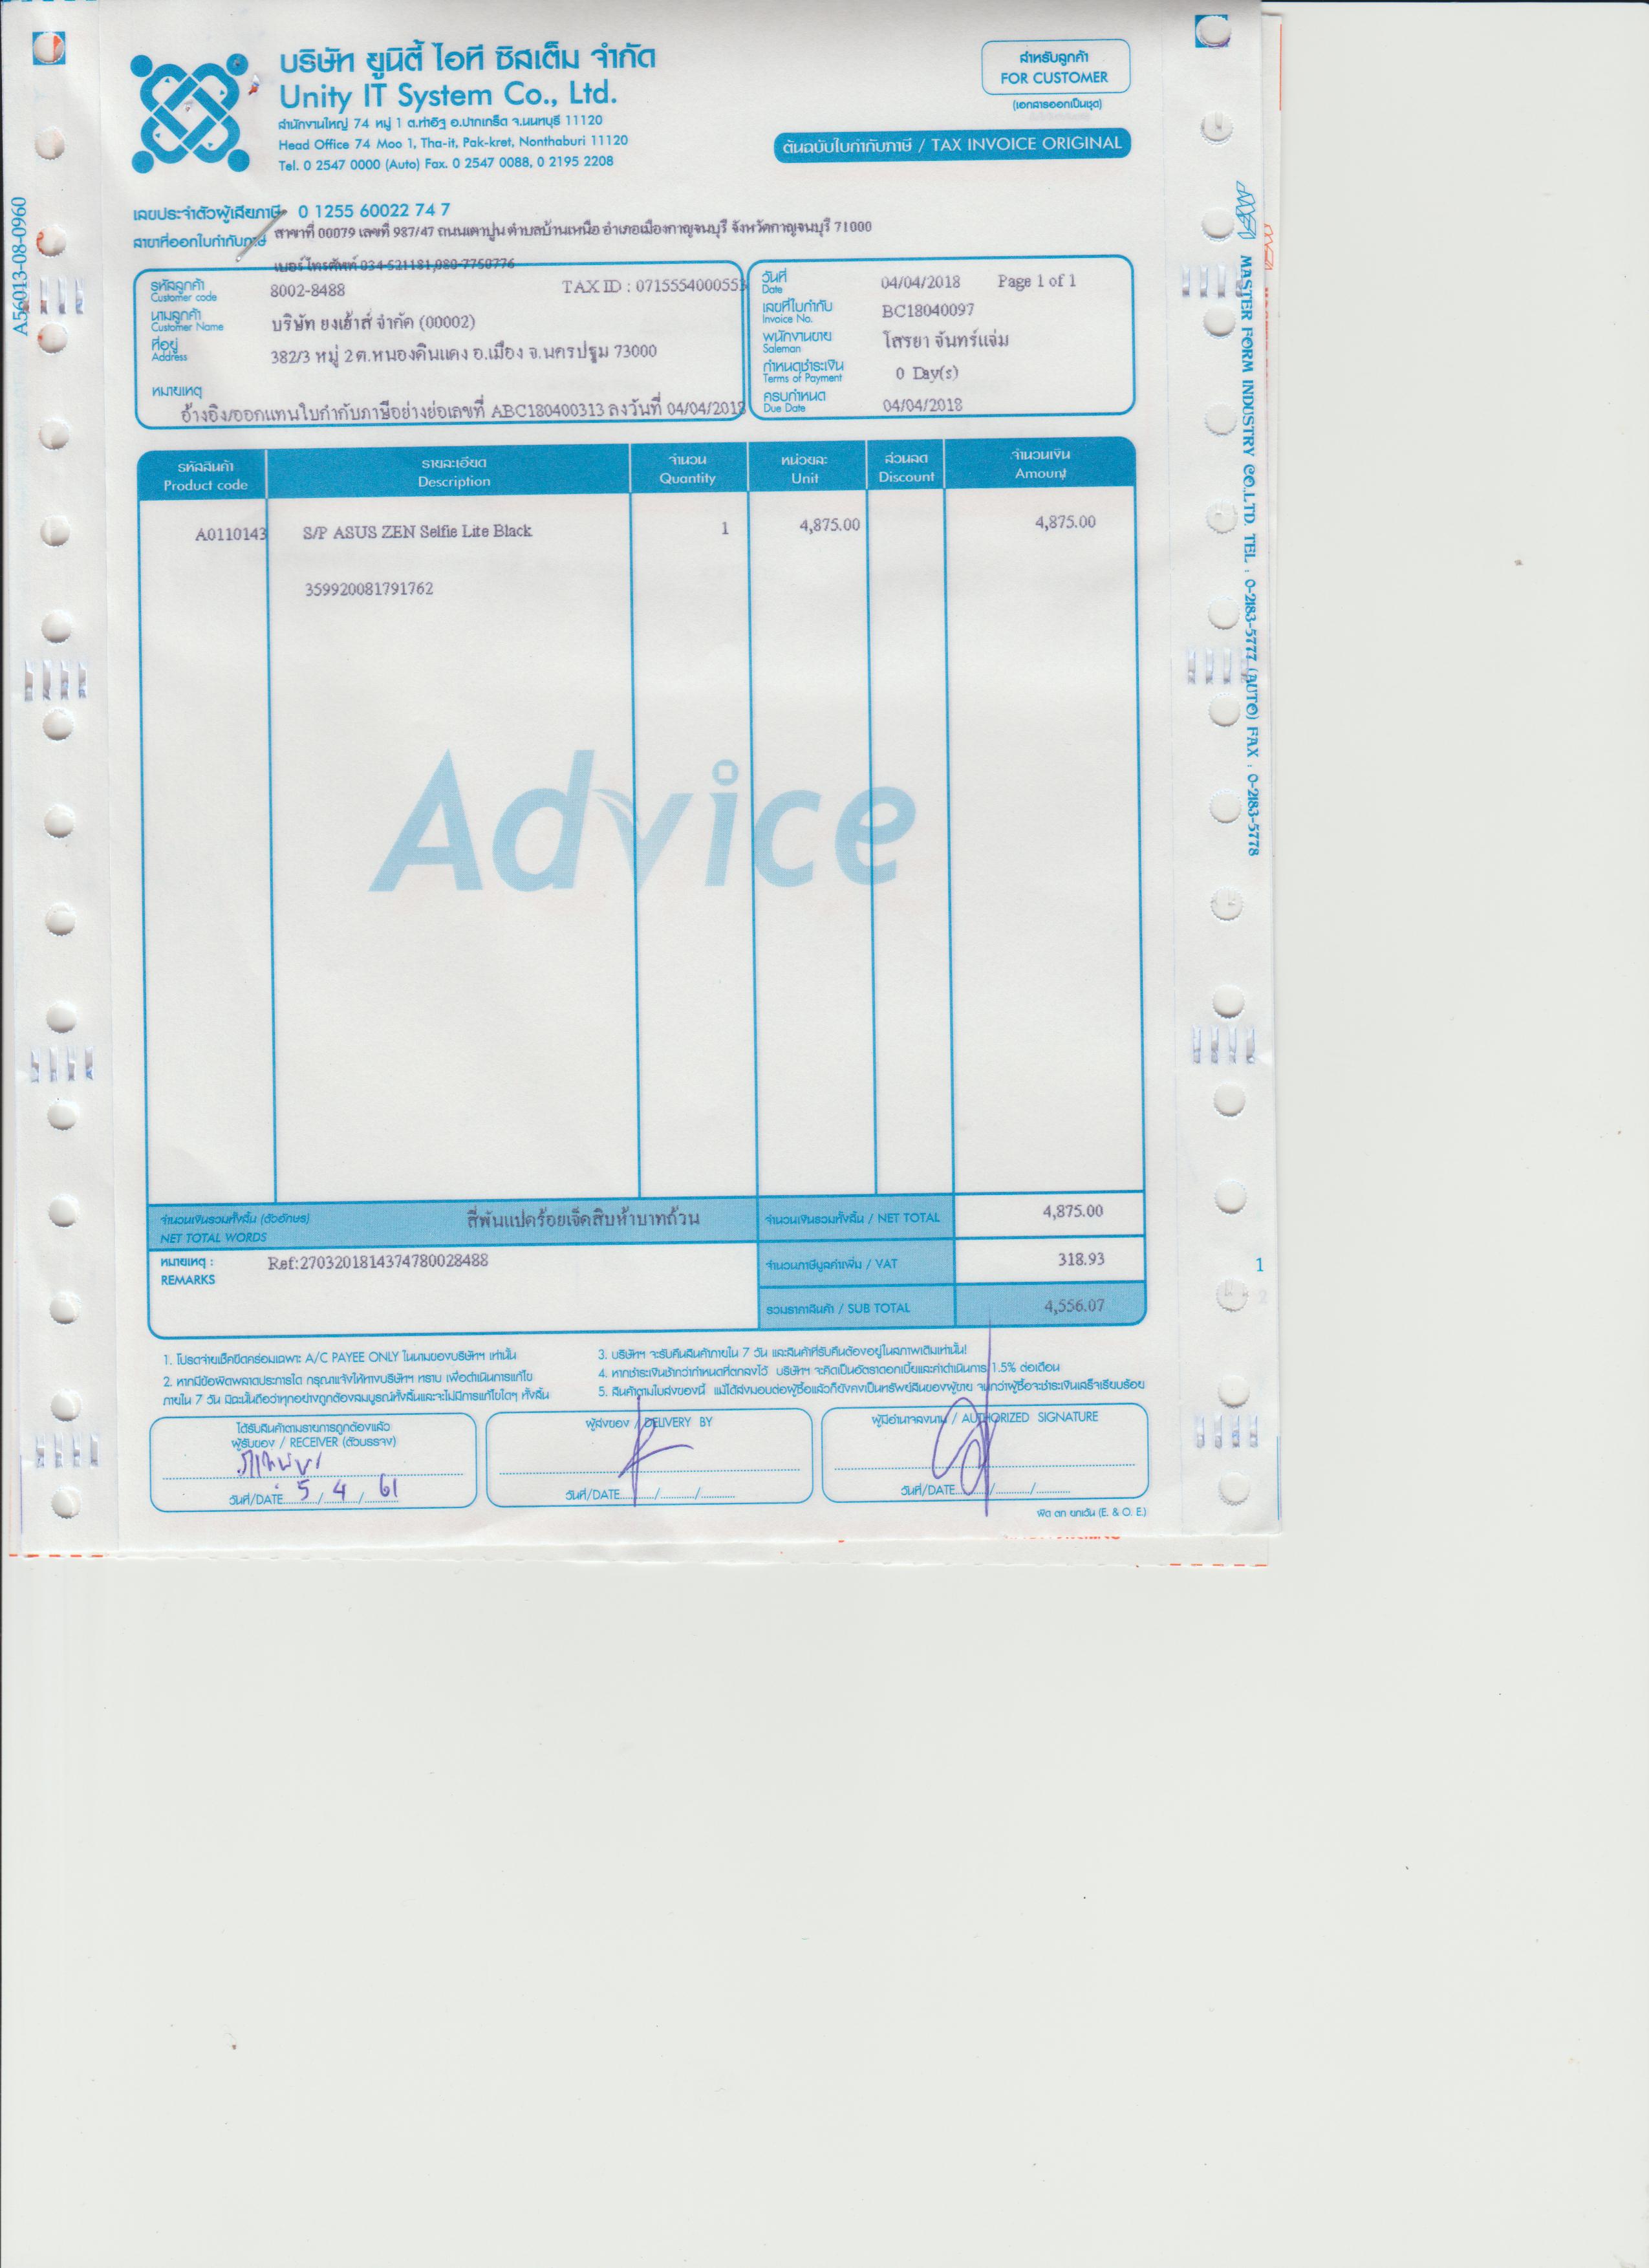 บริษัท ยูนิตี้ ไอที ซิสเต็ม จำกัด
Unity IT System Co., Ltd.
สำนักงานใหญ่ 74 หมู่ 1 ต.ท่าอิฐ อ.ปากเกร็ด จ.นนทบุรี 11120
Head Office 74 Moo 1, Tha-it, Pak-kret, Nonthaburi 11120
Tel. 0 2547 0000 (Auto) Fax. 0 2547 0088, 0 2195 2208
สำหรับลูกค้า
FOR CUSTOMER
(เอกสารออกเป็นชุด)
ต้นฉบับใบกำกับภาษี / TAX INVOICE ORIGINAL
เลขประจำตัวผู้เสียภาษี 0 1255 60022 74 7
สาขาที่ออกใบกำกับภาษี สาขาที่ 00079 เลขที่ 987/47 ถนนเตาปูน ตำบลบ้านเหนือ อำเภอเมืองกาญจนบุรี จังหวัดกาญจนบุรี 71000
เบอร์โทรศัพท์ 034-521181,080-7750776
รหัสลูกค้า 8002-8488 TAX ID : 0715554000553
Customer code
นามลูกค้า บริษัท ยงเฮ้าส์ จำกัด (00002)
Customer Name
ที่อยู่ 382/3 หมู่ 2 ต.หนองดินแดง อ.เมือง จ.นครปฐม 73000
Address
หมายเหตุ
อ้างอิง/ออกแทนใบกำกับภาษีอย่างย่อเลขที่ ABC180400313 ลงวันที่ 04/04/2018
วันที่ 04/04/2018 Page 1 of 1
Date
เลขที่ใบกำกับ BC18040097
Invoice No.
พนักงานขาย โสรยา จันทร์แจ่ม
Saleman
กำหนดชำระเงิน 0 Day(s)
Terms of Payment
ครบกำหนด 04/04/2018
Due Date
รหัสสินค้า รายละเอียด จำนวน หน่วยละ ส่วนลด จำนวนเงิน
Product code Description Quantity Unit Discount Amount
A0110143 S/P ASUS ZEN Selfie Lite Black 1 4,875.00 4,875.00
359920081791762
Advice
จำนวนเงินรวมทั้งสิ้น (ตัวอักษร) สี่พันแปดร้อยเจ็ดสิบห้าบาทถ้วน จำนวนเงินรวมทั้งสิ้น / NET TOTAL 4,875.00
NET TOTAL WORDS
หมายเหตุ : Ref:2703201814374780028488 จำนวนภาษีมูลค่าเพิ่ม / VAT 318.93
REMARKS
รวมราคาสินค้า / SUB TOTAL 4,556.07
1. โปรดจ่ายเช็คขีดคร่อมเฉพาะ A/C PAYEE ONLY ในนามของบริษัทฯ เท่านั้น
2. หากมีข้อผิดพลาดประการใด กรุณาแจ้งให้ทางบริษัทฯ ทราบ เพื่อดำเนินการแก้ไข
ภายใน 7 วัน มิฉะนั้นถือว่าทุกอย่างถูกต้องสมบูรณ์ทั้งสิ้นและจะไม่มีการแก้ไขใดๆ ทั้งสิ้น
3. บริษัทฯ จะรับคืนสินค้าภายใน 7 วัน และสินค้าที่รับคืนต้องอยู่ในสภาพเดิมเท่านั้น!
4. หากชำระเงินช้ากว่ากำหนดที่ตกลงไว้ บริษัทฯ จะคิดเป็นอัตราดอกเบี้ยและค่าดำเนินการ 1.5% ต่อเดือน
5. สินค้าตามใบส่งของนี้ แม้ได้ส่งมอบต่อผู้ซื้อแล้วก็ยังคงเป็นทรัพย์สินของผู้ขาย จนกว่าผู้ซื้อจะชำระเงินเสร็จเรียบร้อย
ได้รับสินค้าตามรายการถูกต้องแล้ว
ผู้รับของ / RECEIVER (ตัวบรรจง)
วันที่/DATE 5 / 4 / 61
ผู้ส่งของ / DELIVERY BY
วันที่/DATE / /
ผู้มีอำนาจลงนาม / AUTHORIZED SIGNATURE
วันที่/DATE / /
ผิด ตก ยกเว้น (E. & O. E.)
A56013-08-0960
MASTER FORM INDUSTRY CO.,LTD. TEL : 0-2183-5777 (AUTO) FAX : 0-2183-5778
1